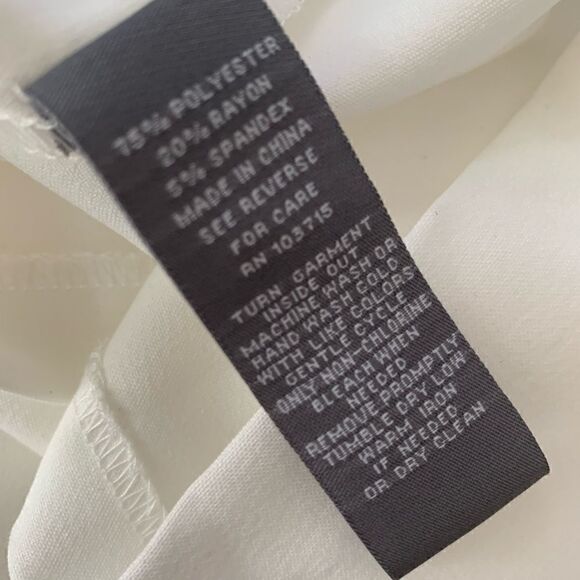 75% POLYESTER
20% RAYON
5% SPANDEX
MADE IN CHINA
SEE REVERSE
FOR CARE
RN 103715
TURN GARMENT
INSIDE OUT
MACHINE WASH OR
HAND WASH COLD
WITH LIKE COLORS
GENTLE CYCLE
ONLY NON-CHLORINE
BLEACH WHEN
NEEDED
REMOVE PROMPTLY
TUMBLE DRY LOW
WARM IRON
IF NEEDED
OR DRY CLEAN